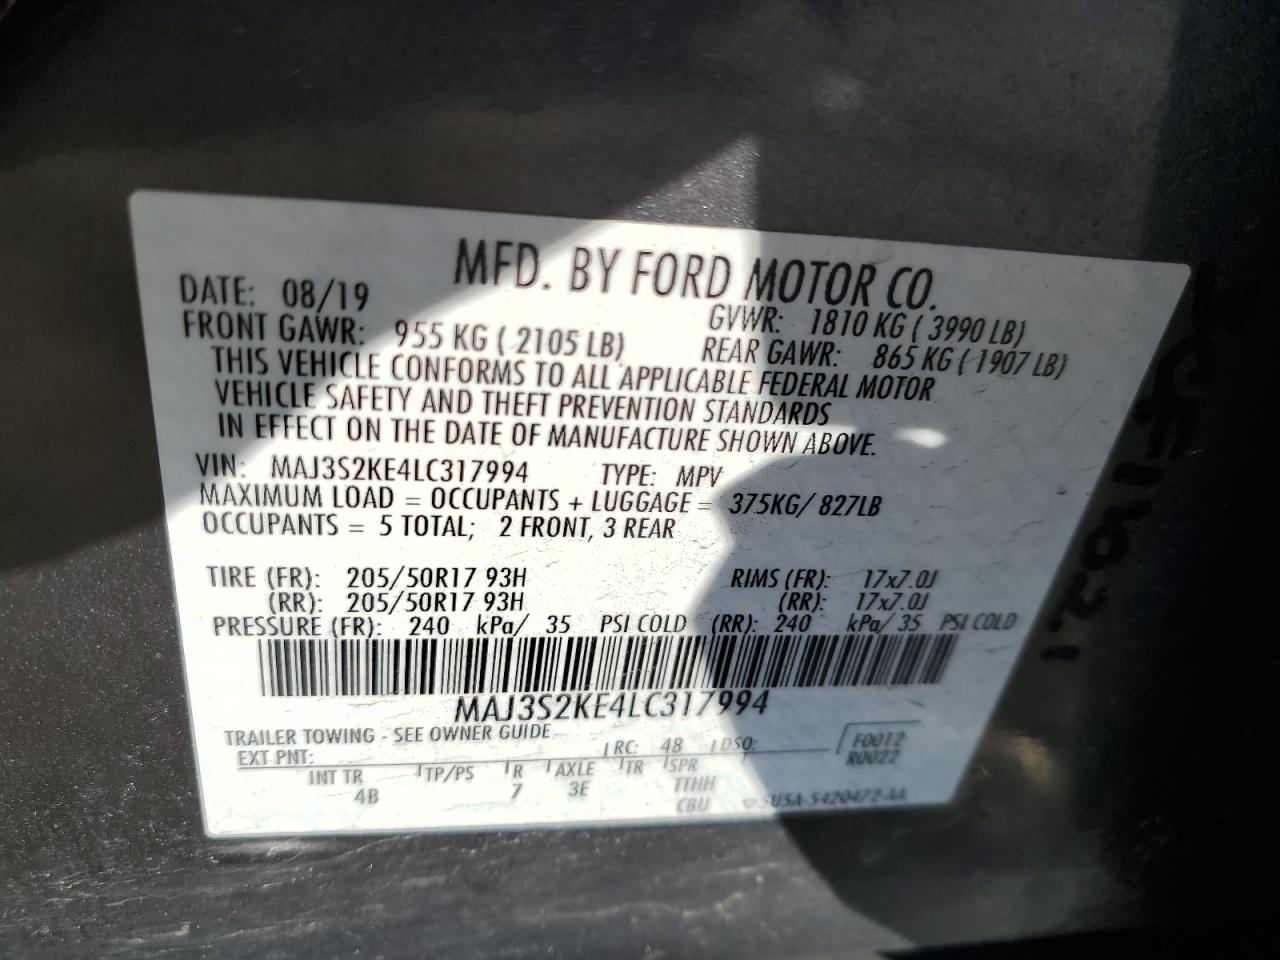 MFD. BY FORD MOTOR CO.
DATE: 08/19 GVWR: 1810 KG ( 3990 LB)
FRONT GAWR: 955 KG ( 2105 LB) REAR GAWR: 865 KG ( 1907 LB)
THIS VEHICLE CONFORMS TO ALL APPLICABLE FEDERAL MOTOR
VEHICLE SAFETY AND THEFT PREVENTION STANDARDS
IN EFFECT ON THE DATE OF MANUFACTURE SHOWN ABOVE.
VIN: MAJ3S2KE4LC317994 TYPE: MPV
MAXIMUM LOAD = OCCUPANTS + LUGGAGE = 375KG/ 827LB
OCCUPANTS = 5 TOTAL; 2 FRONT, 3 REAR
TIRE (FR): 205/50R17 93H RIMS (FR): 17x7.0J
(RR): 205/50R17 93H (RR): 17x7.0J
PRESSURE (FR): 240 kPa/ 35 PSI COLD (RR): 240 kPa/ 35 PSI COLD
MAJ3S2KE4LC317994
TRAILER TOWING - SEE OWNER GUIDE
EXT PNT: RC: 48 DSO: F0012
R0022
INT TR TP/PS R AXLE TR SPR
4B 7 3E TTHH
CBU 5U5A-5420472-AA